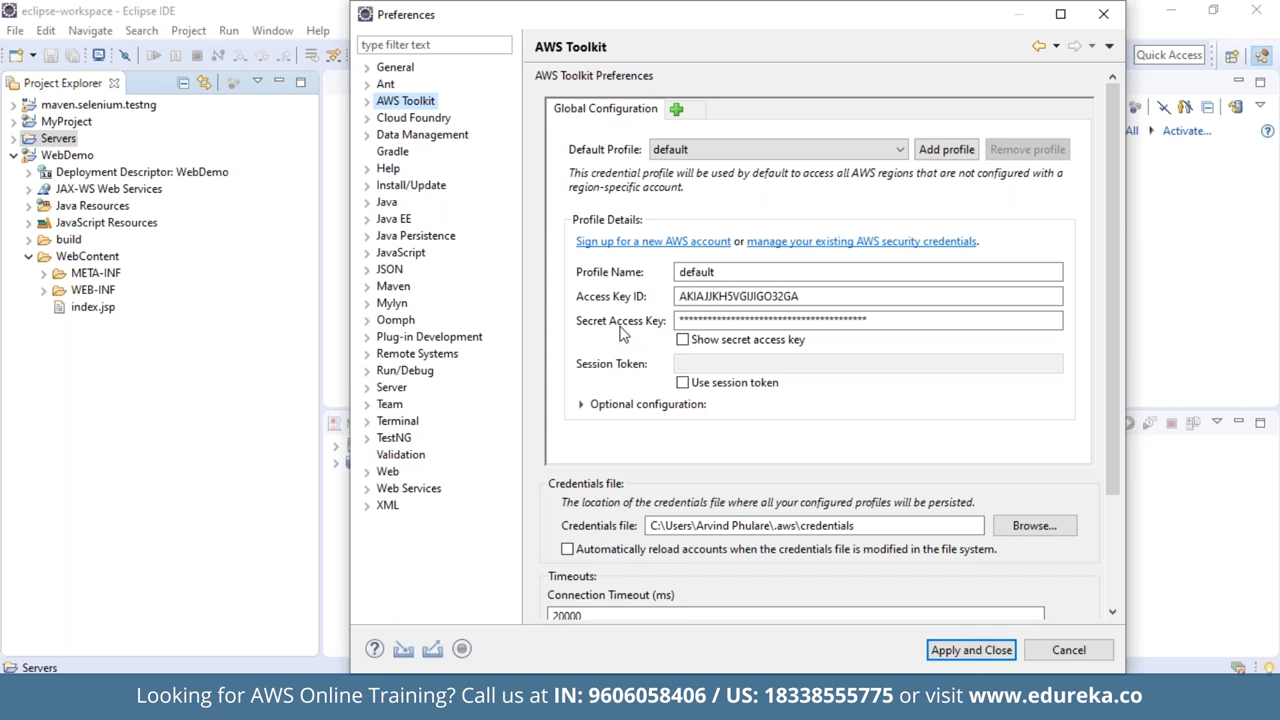 eclipse-workspace - Eclipse IDE
File Edit Navigate Search Project Run Window Help
Quick Access
Project Explorer
maven.selenium.testng
MyProject
Servers
WebDemo
Deployment Descriptor: WebDemo
JAX-WS Web Services
Java Resources
JavaScript Resources
build
WebContent
META-INF
WEB-INF
index.jsp
Servers
Preferences
type filter text
General
Ant
AWS Toolkit
Cloud Foundry
Data Management
Gradle
Help
Install/Update
Java
Java EE
Java Persistence
JavaScript
JSON
Maven
Mylyn
Oomph
Plug-in Development
Remote Systems
Run/Debug
Server
Team
Terminal
TestNG
Validation
Web
Web Services
XML
AWS Toolkit
AWS Toolkit Preferences
Global Configuration
Default Profile: default Add profile Remove profile
This credential profile will be used by default to access all AWS regions that are not configured with a
region-specific account.
Profile Details:
Sign up for a new AWS account or manage your existing AWS security credentials.
Profile Name: default
Access Key ID:
Secret Access Key: ****************************************
Show secret access key
Session Token:
Use session token
Optional configuration:
Credentials file:
The location of the credentials file where all your configured profiles will be persisted.
Credentials file: C:\Users\Arvind Phulare\.aws\credentials Browse...
Automatically reload accounts when the credentials file is modified in the file system.
Timeouts:
Connection Timeout (ms)
20000
Apply and Close Cancel
All Activate...
Looking for AWS Online Training? Call us at IN: 9606058406 / US: 18338555775 or visit www.edureka.co